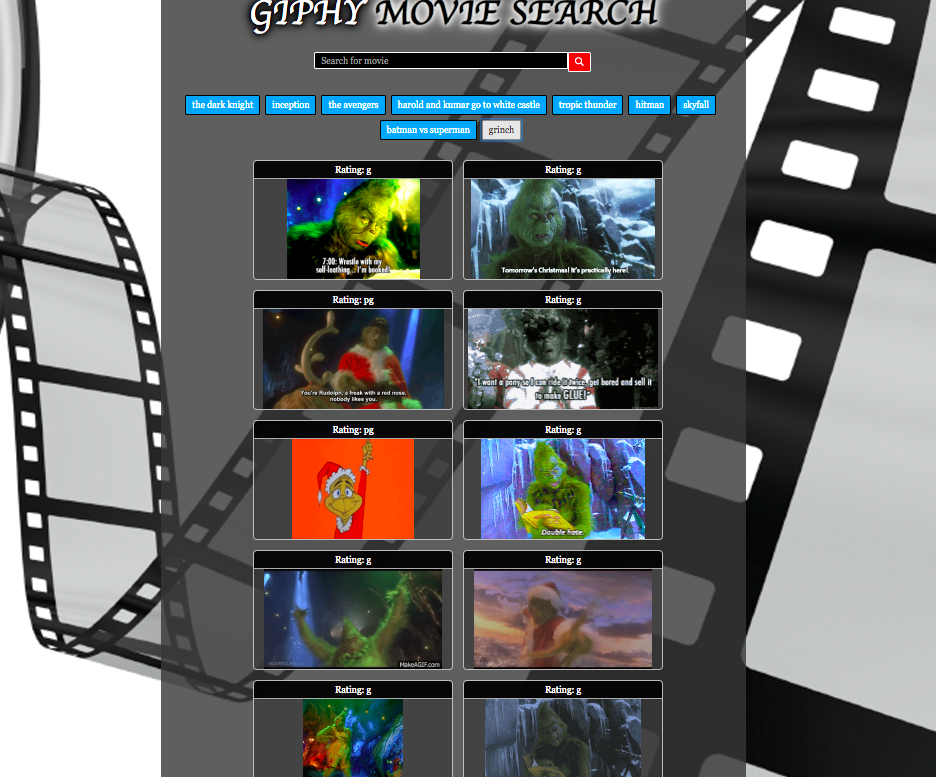 GIPHY MOVIE SEARCH
Search for movie
the dark knight
inception
the avengers
harold and kumar go to white castle
tropic thunder
hitman
skyfall
batman vs superman
grinch
Rating: g
7:00: Wrestle with my
self-loathing... I'm booked!
Rating: g
Tomorrow's Christmas! It's practically here!
Rating: pg
You're Rudolph, a freak with a red nose,
nobody likes you.
Rating: g
"I want a pony so I can ride it twice, get bored and sell it
to make GLUE!"
Rating: pg
Rating: g
Double hate.
Rating: g
MakeAGIF.com
Rating: g
Rating: g
Rating: g